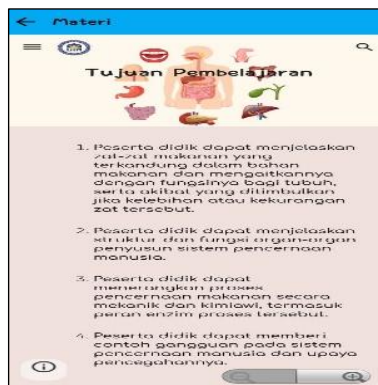 Materi
Tujuan Pembelajaran
1. Peserta didik dapat menjelaskan
zat-zat makanan yang
terkandung dalam bahan
makanan dan mengaitkannya
dengan fungsinya bagi tubuh,
serta akibat yang ditimbulkan
jika kelebihan atau kekurangan
zat tersebut.
2. Peserta didik dapat menjelaskan
struktur dan fungsi organ-organ
penyusun sistem pencernaan
manusia.
3. Peserta didik dapat
menerangkan proses
pencernaan makanan secara
mekanik dan kimiawi, termasuk
peran enzim proses tersebut.
4. Peserta didik dapat memberi
contoh gangguan pada sistem
pencernaan manusia dan upaya
pencegahannya.